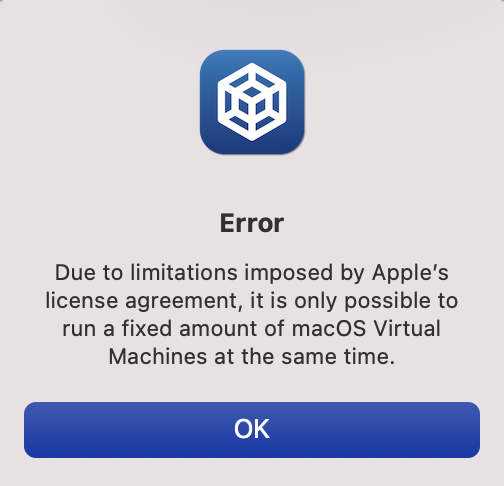 Error
Due to limitations imposed by Apple’s
license agreement, it is only possible to
run a fixed amount of macOS Virtual
Machines at the same time.
OK